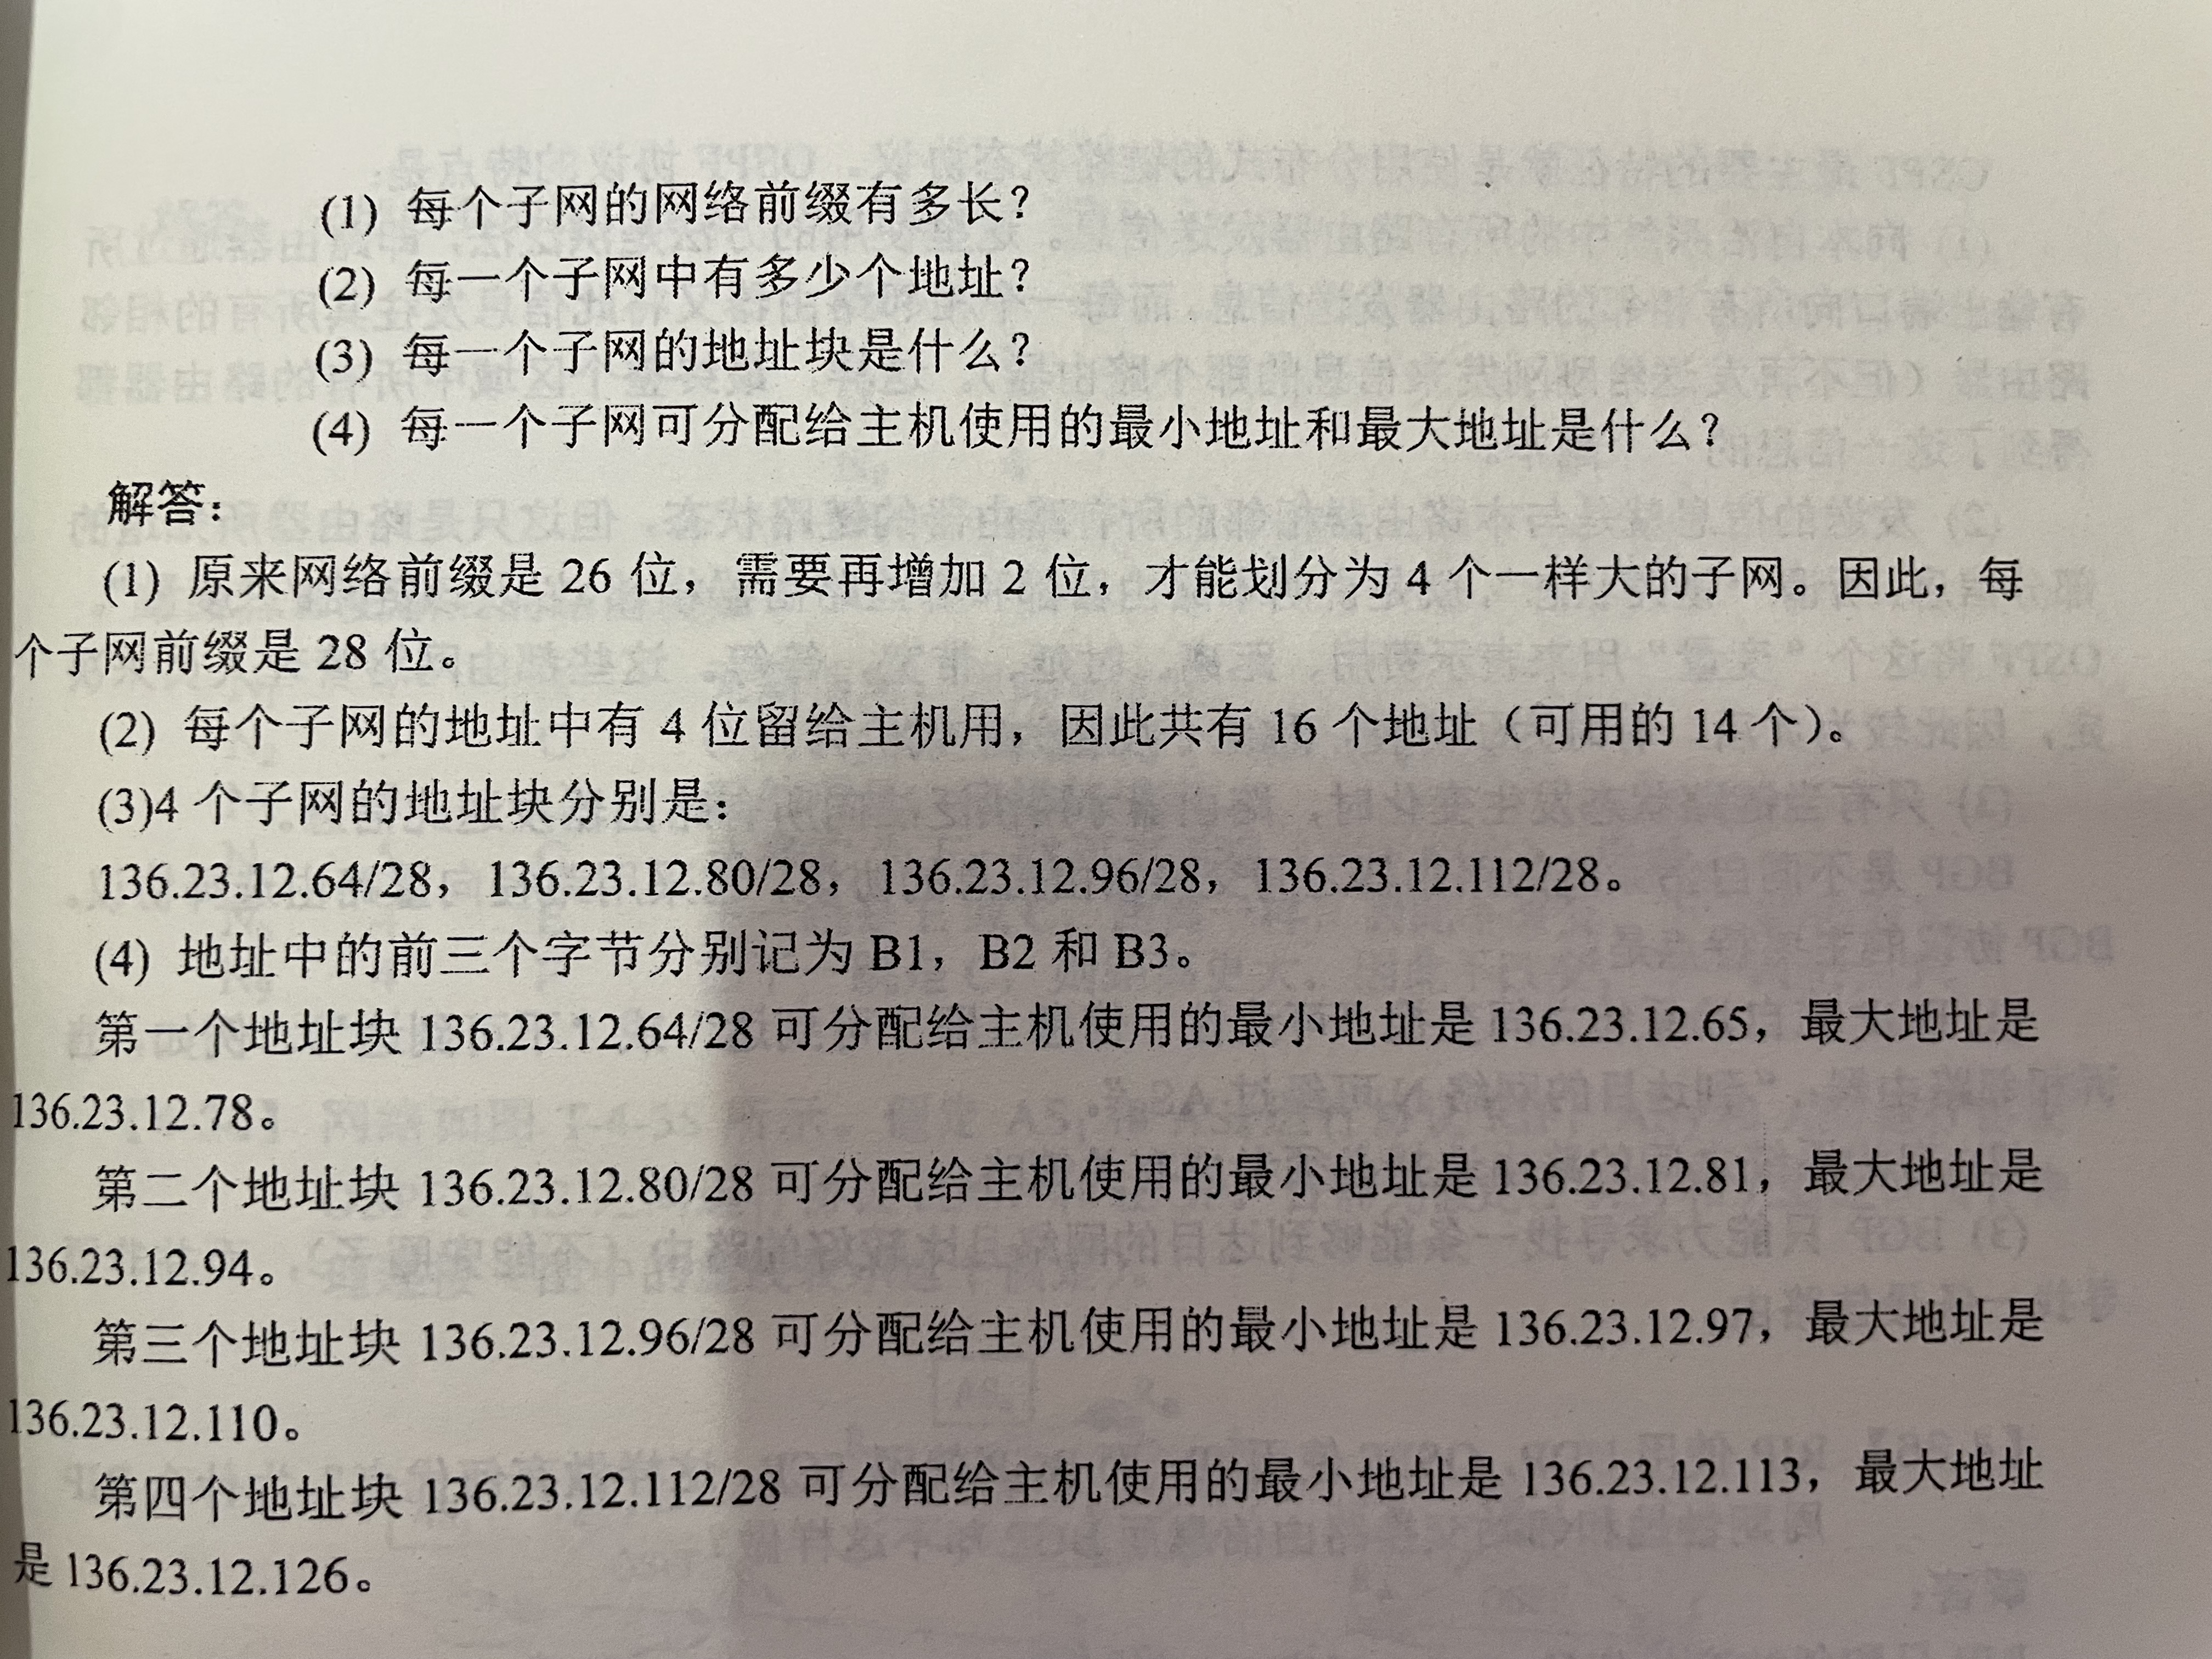 (1) 每个子网的网络前缀有多长？
(2) 每一个子网中有多少个地址？
(3) 每一个子网的地址块是什么？
(4) 每一个子网可分配给主机使用的最小地址和最大地址是什么？
解答：
(1) 原来网络前缀是 26 位，需要再增加 2 位，才能划分为 4 个一样大的子网。因此，每
个子网前缀是 28 位。
(2) 每个子网的地址中有 4 位留给主机用，因此共有 16 个地址（可用的 14 个）。
(3)4 个子网的地址块分别是：
136.23.12.64/28，136.23.12.80/28，136.23.12.96/28，136.23.12.112/28。
(4) 地址中的前三个字节分别记为 B1，B2 和 B3。
第一个地址块 136.23.12.64/28 可分配给主机使用的最小地址是 136.23.12.65，最大地址是
136.23.12.78。
第二个地址块 136.23.12.80/28 可分配给主机使用的最小地址是 136.23.12.81，最大地址是
136.23.12.94。
第三个地址块 136.23.12.96/28 可分配给主机使用的最小地址是 136.23.12.97，最大地址是
136.23.12.110。
第四个地址块 136.23.12.112/28 可分配给主机使用的最小地址是 136.23.12.113，最大地址
是 136.23.12.126。